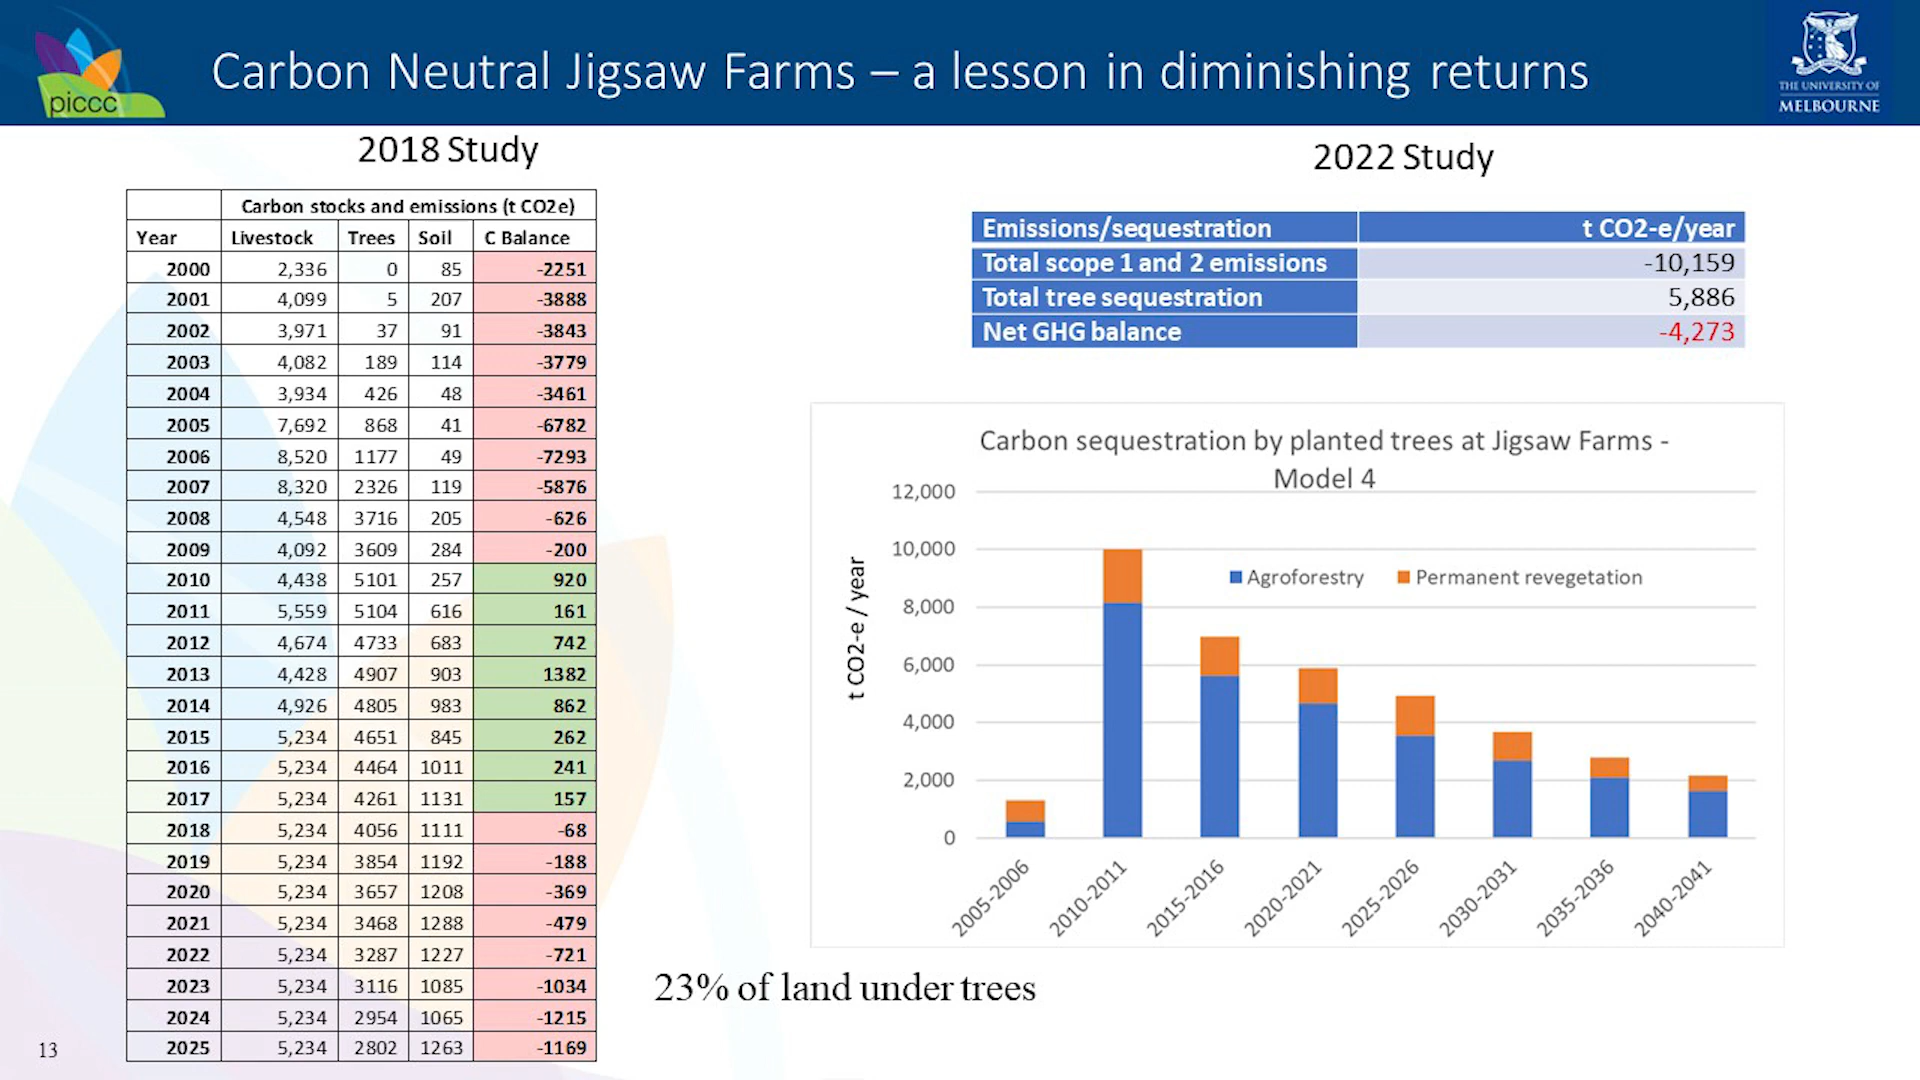 piccc
Carbon Neutral Jigsaw Farms – a lesson in diminishing returns
THE UNIVERSITY OF
MELBOURNE
2018 Study
Carbon stocks and emissions (t CO2e)
Year Livestock Trees Soil C Balance
2000 2,336 0 85 -2251
2001 4,099 5 207 -3888
2002 3,971 37 91 -3843
2003 4,082 189 114 -3779
2004 3,934 426 48 -3461
2005 7,692 868 41 -6782
2006 8,520 1177 49 -7293
2007 8,320 2326 119 -5876
2008 4,548 3716 205 -626
2009 4,092 3609 284 -200
2010 4,438 5101 257 920
2011 5,559 5104 616 161
2012 4,674 4733 683 742
2013 4,428 4907 903 1382
2014 4,926 4805 983 862
2015 5,234 4651 845 262
2016 5,234 4464 1011 241
2017 5,234 4261 1131 157
2018 5,234 4056 1111 -68
2019 5,234 3854 1192 -188
2020 5,234 3657 1208 -369
2021 5,234 3468 1288 -479
2022 5,234 3287 1227 -721
2023 5,234 3116 1085 -1034
2024 5,234 2954 1065 -1215
2025 5,234 2802 1263 -1169
2022 Study
Emissions/sequestration t CO2-e/year
Total scope 1 and 2 emissions -10,159
Total tree sequestration 5,886
Net GHG balance -4,273
Carbon sequestration by planted trees at Jigsaw Farms -
Model 4
t CO2-e / year
12,000
10,000
8,000
6,000
4,000
2,000
0
Agroforestry Permanent revegetation
2005-2006 2010-2011 2015-2016 2020-2021 2025-2026 2030-2031 2035-2036 2040-2041
23% of land under trees
13